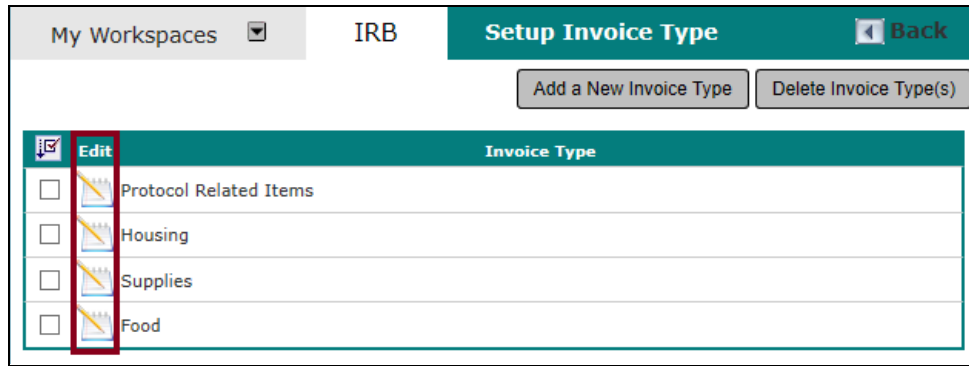 My Workspaces IRB Setup Invoice Type Back
Add a New Invoice Type Delete Invoice Type(s)
Edit Invoice Type
Protocol Related Items
Housing
Supplies
Food